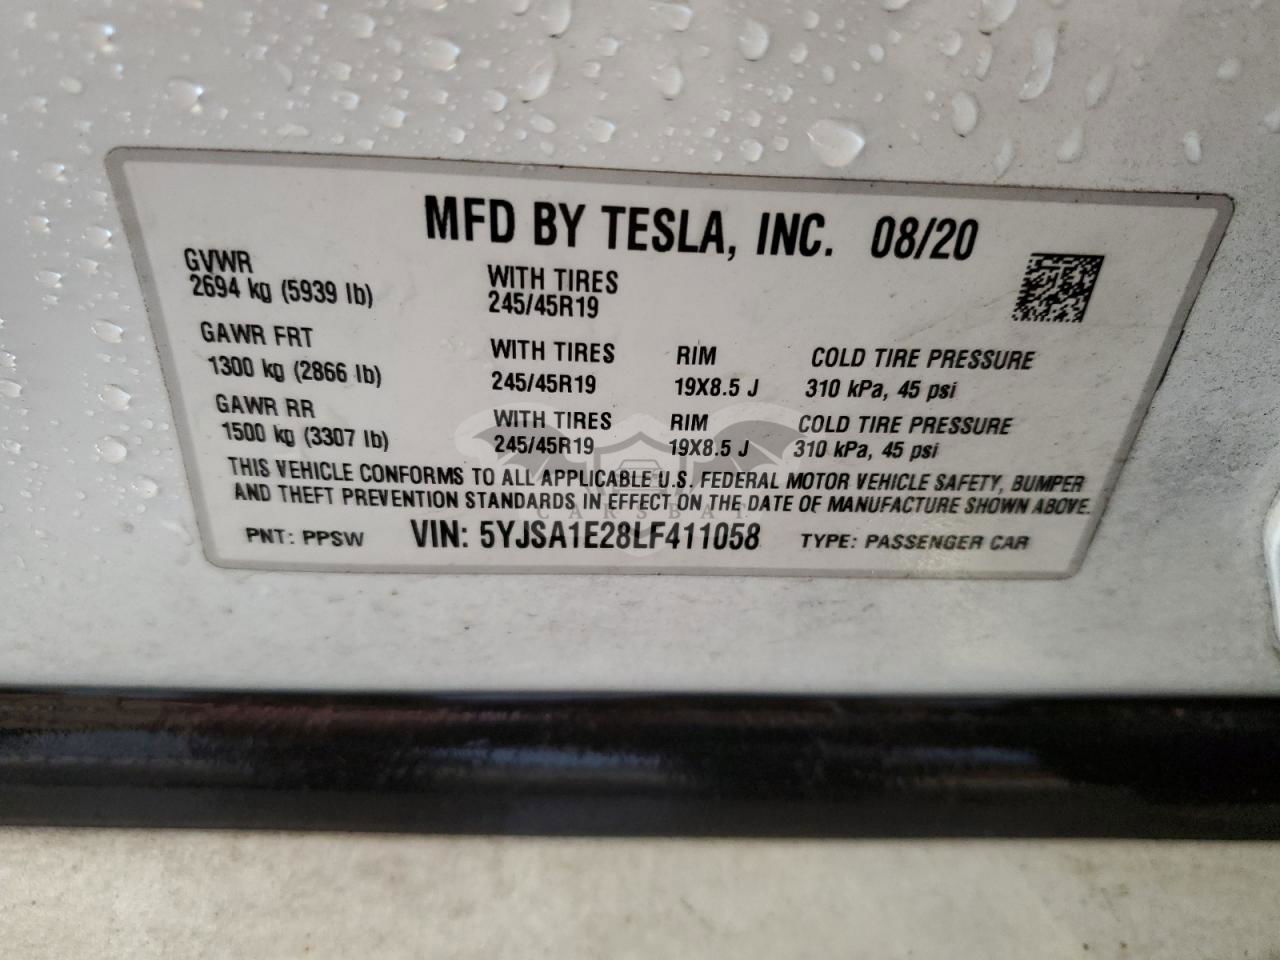 MFD BY TESLA, INC. 08/20
GVWR
2694 kg (5939 lb)
WITH TIRES
245/45R19
GAWR FRT
1300 kg (2866 lb)
WITH TIRES
245/45R19
RIM
19X8.5 J
COLD TIRE PRESSURE
310 kPa, 45 psi
GAWR RR
1500 kg (3307 lb)
WITH TIRES
245/45R19
RIM
19X8.5 J
COLD TIRE PRESSURE
310 kPa, 45 psi
THIS VEHICLE CONFORMS TO ALL APPLICABLE U.S. FEDERAL MOTOR VEHICLE SAFETY, BUMPER
AND THEFT PREVENTION STANDARDS IN EFFECT ON THE DATE OF MANUFACTURE SHOWN ABOVE.
CARSBAT
PNT: PPSW VIN: 5YJSA1E28LF411058 TYPE: PASSENGER CAR